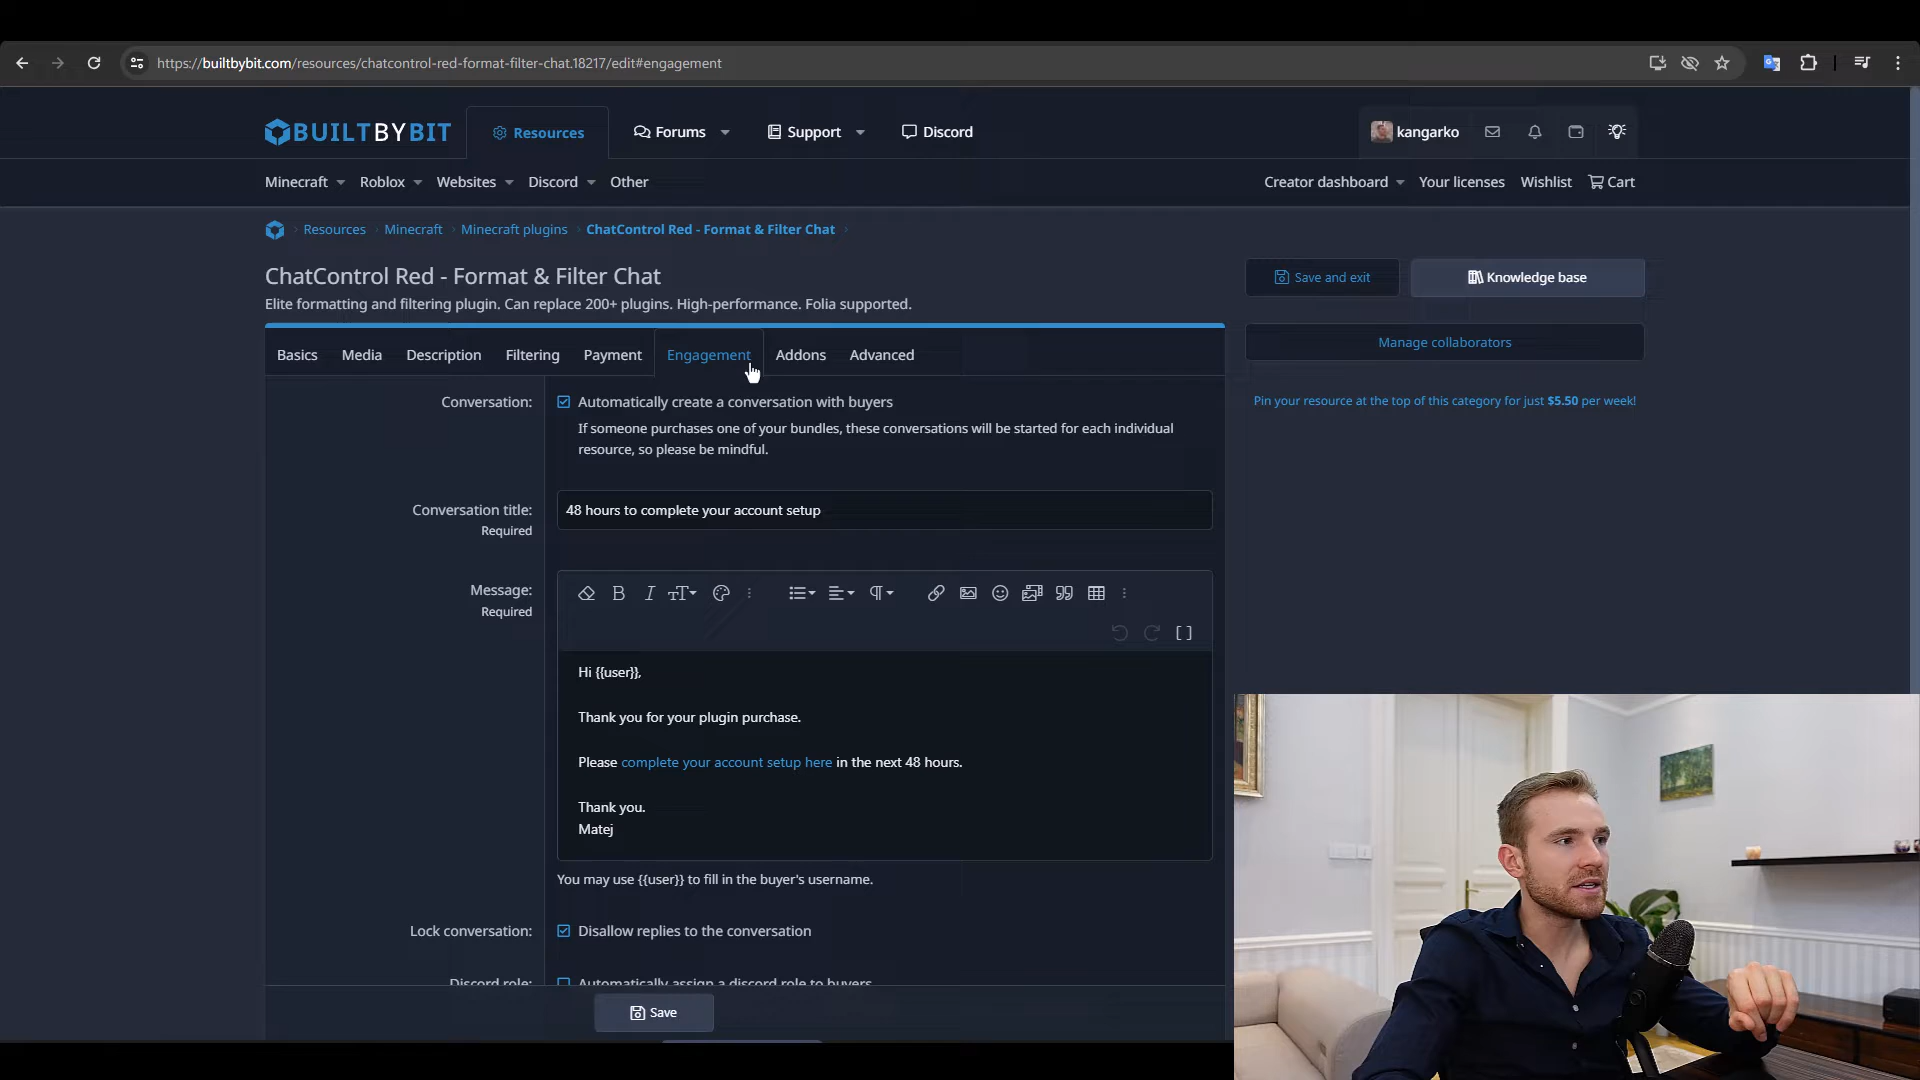 https://builtbybit.com/resources/chatcontrol-red-format-filter-chat.18217/edit#engagement
BUILTBYBIT
Resources
Forums
Support
Discord
kangarko
Minecraft
Roblox
Websites
Discord
Other
Creator dashboard
Your licenses
Wishlist
Cart
Resources
Minecraft
Minecraft plugins
ChatControl Red - Format & Filter Chat
ChatControl Red - Format & Filter Chat
Elite formatting and filtering plugin. Can replace 200+ plugins. High-performance. Folia supported.
Save and exit
Knowledge base
Manage collaborators
Pin your resource at the top of this category for just $5.50 per week!
Basics
Media
Description
Filtering
Payment
Engagement
Addons
Advanced
Conversation:
Automatically create a conversation with buyers
If someone purchases one of your bundles, these conversations will be started for each individual
resource, so please be mindful.
Conversation title:
Required
48 hours to complete your account setup
Message:
Required
Hi {{user}},
Thank you for your plugin purchase.
Please complete your account setup here in the next 48 hours.
Thank you.
Matej
You may use {{user}} to fill in the buyer's username.
Lock conversation:
Disallow replies to the conversation
Discord role:
Automatically assign a discord role to buyers
Save